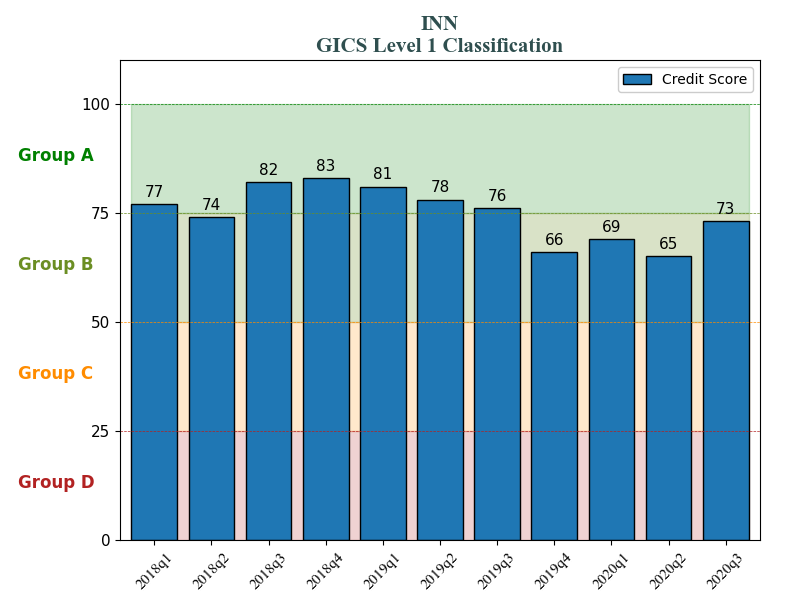 INN
GICS Level 1 Classification
Credit Score
100
Group A
83
82
81
77
78
76
74
73
75
69
66
65
Group B
50
Group C
25
Group D
0
2018q1
2018q2
2018q3
2018q4
2019q1
2019q2
2019q3
2019q4
2020q1
2020q2
2020q3